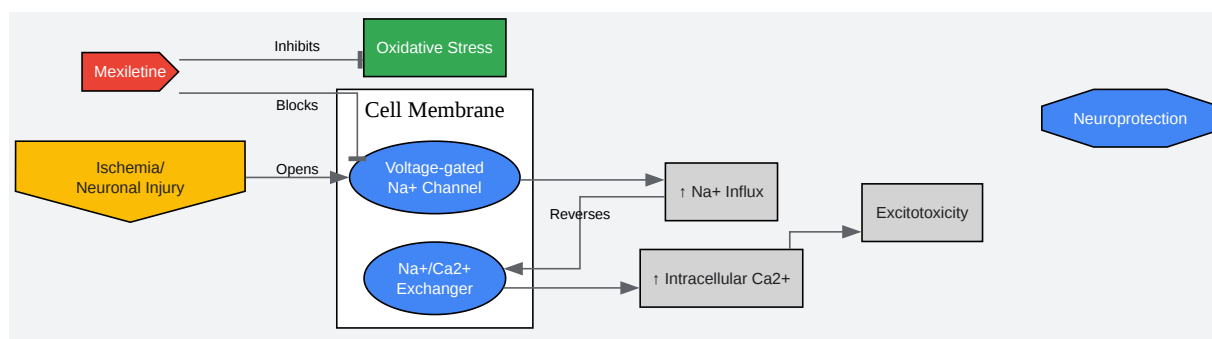 Inhibits
Oxidative Stress
Mexiletine
Blocks
Cell Membrane
Neuroprotection
Ischemia/
Neuronal Injury
Opens
Voltage-gated
Na+ Channel
↑ Na+ Influx
Reverses
Excitotoxicity
Na+/Ca2+
Exchanger
↑ Intracellular Ca2+